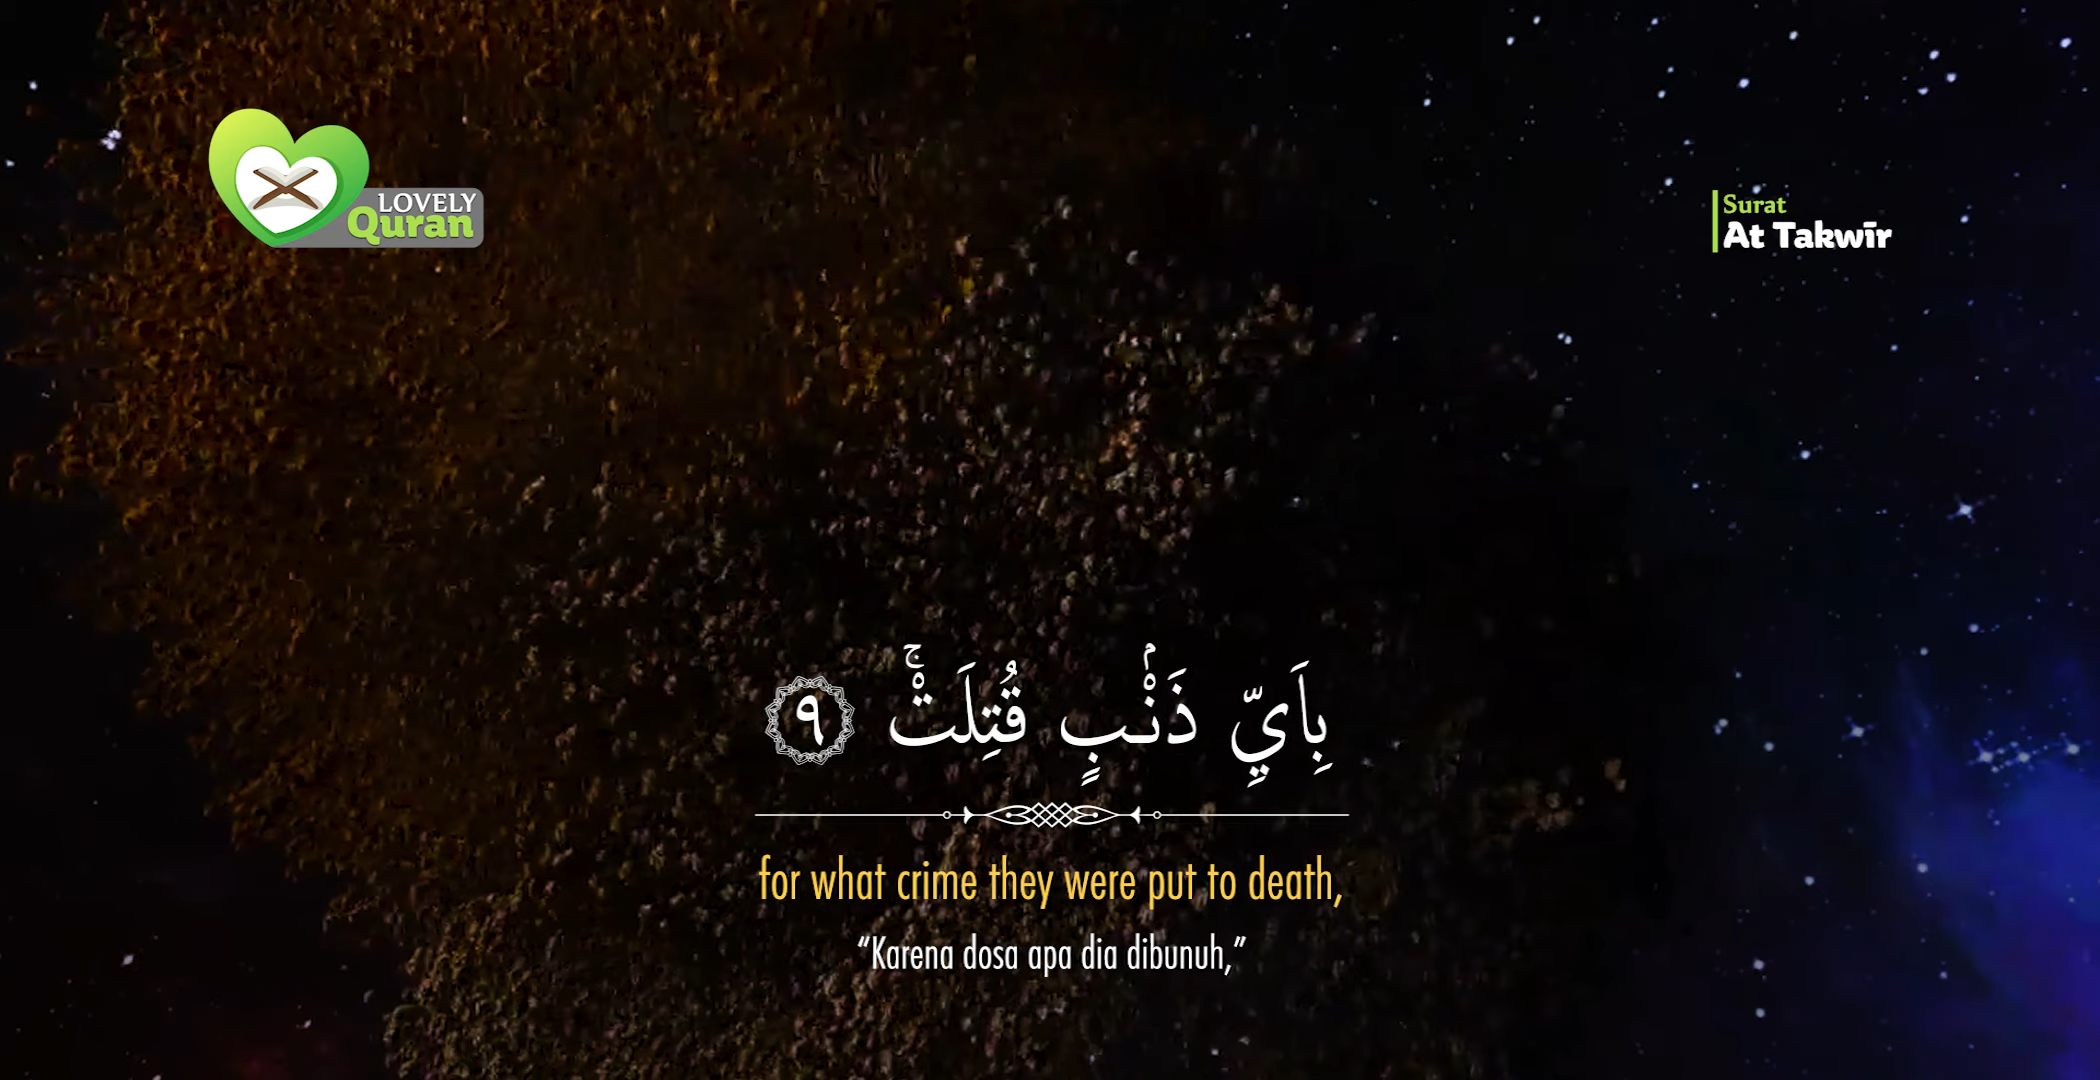 LOVELY
Quran
Surat
At Takwīr
بِاَيِّ ذَنْۢبٍ قُتِلَتْۚ ٩
for what crime they were put to death,
“Karena dosa apa dia dibunuh,”